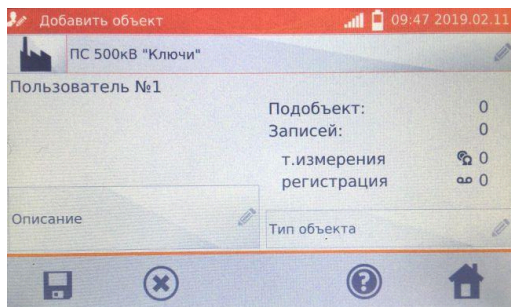 Добавить объект 09:47 2019.02.11
ПС 500кВ "Ключи"
Пользователь №1
Подобъект: 0
Записей: 0
т.измерения 0
регистрация 0
Описание
Тип объекта